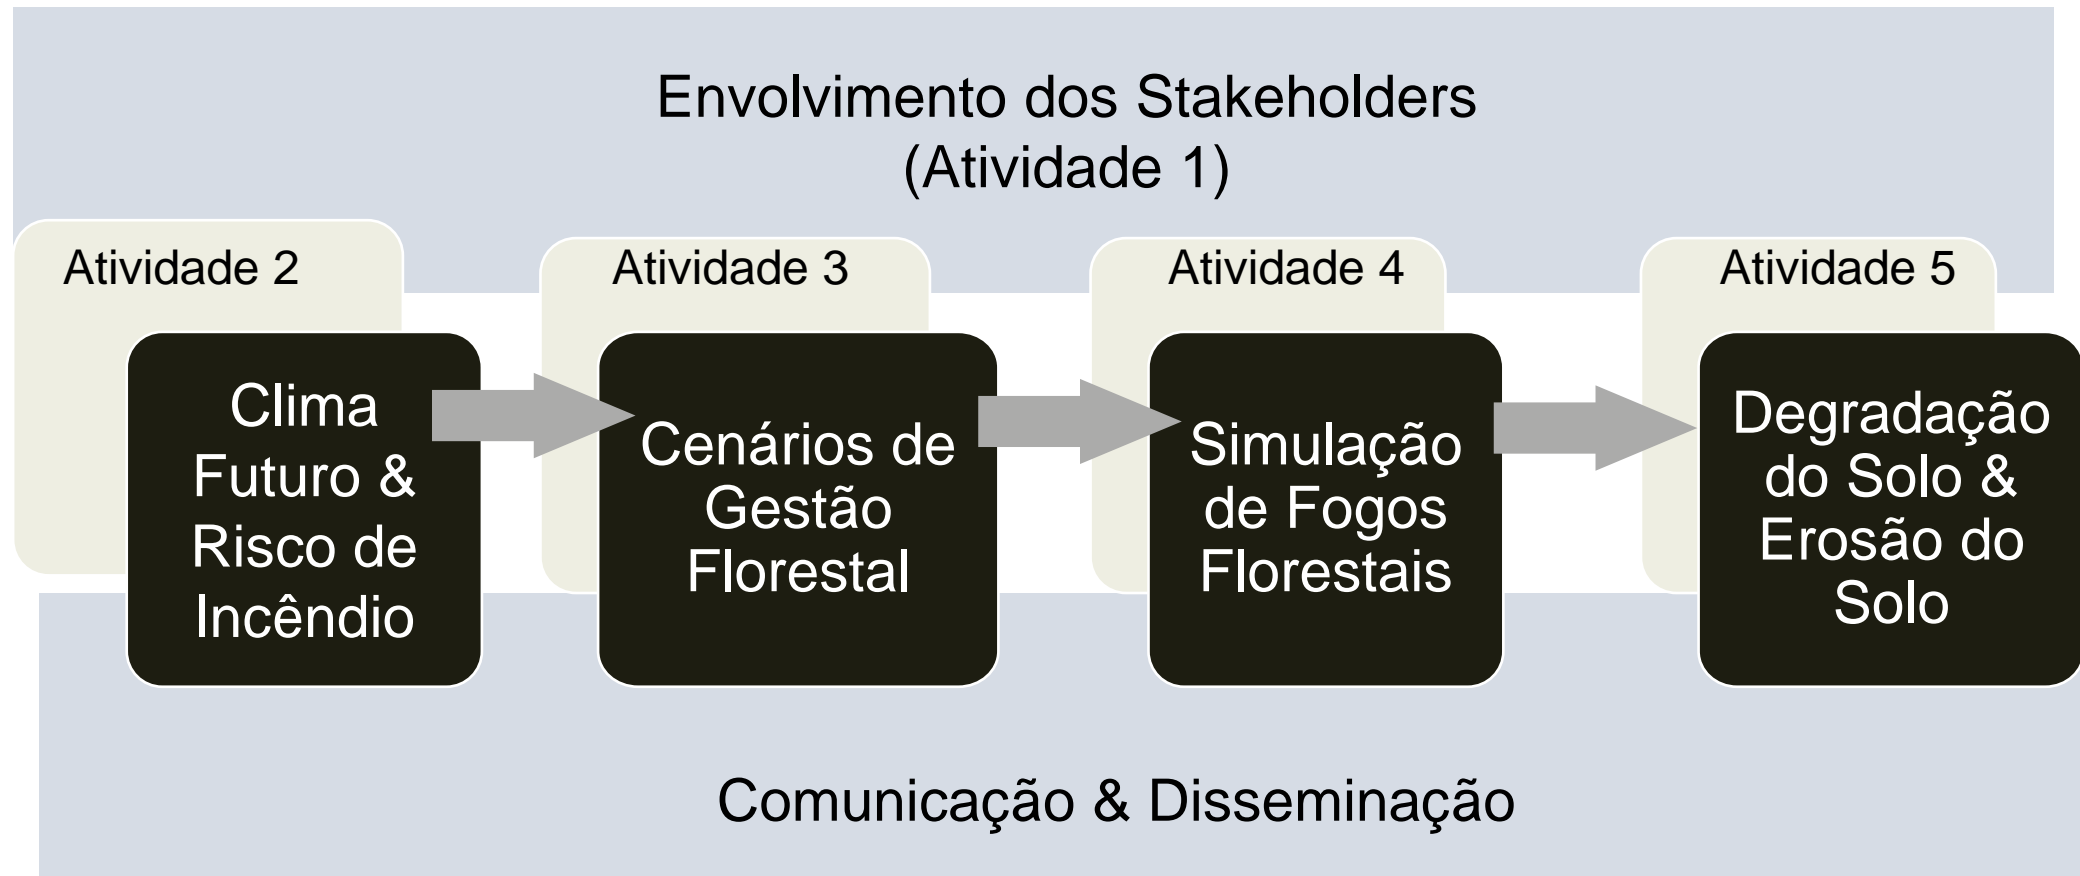 Envolvimento dos Stakeholders
(Atividade 1)
Atividade 2
Clima
Futuro &
Risco de
Incêndio
Atividade 3
Cenários de
Gestão
Florestal
Atividade 4
Simulação
de Fogos
Florestais
Atividade 5
Degradação
do Solo &
Erosão do
Solo
Comunicação & Disseminação